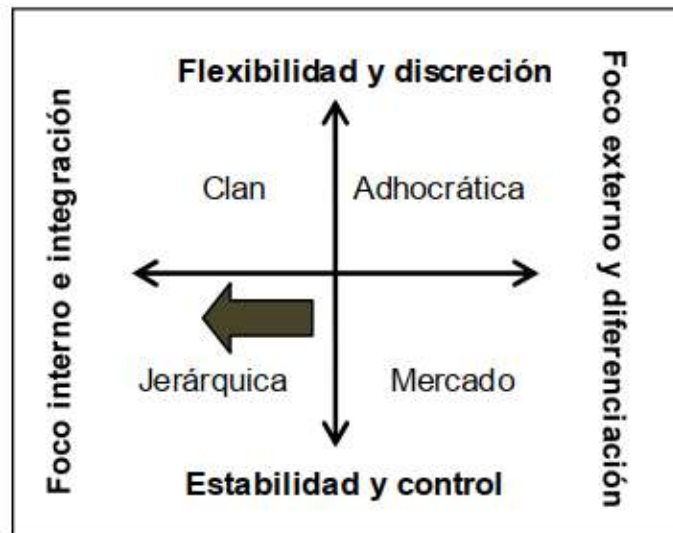 Flexibilidad y discreción
Foco interno e integración
Foco externo y diferenciación
Clan
Adhocrática
Jerárquica
Mercado
Estabilidad y control